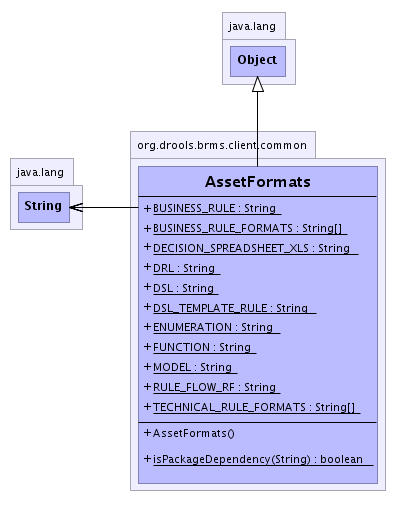 java.lang
Object
org.drools.brms.client.common
java.lang
String
AssetFormats
+ BUSINESS_RULE : String
+ BUSINESS_RULE_FORMATS : String[]
+ DECISION_SPREADSHEET_XLS : String
+ DRL : String
+ DSL : String
+ DSL_TEMPLATE_RULE : String
+ ENUMERATION : String
+ FUNCTION : String
+ MODEL : String
+ RULE_FLOW_RF : String
+ TECHNICAL_RULE_FORMATS : String[]
+ AssetFormats()
+ isPackageDependency(String) : boolean